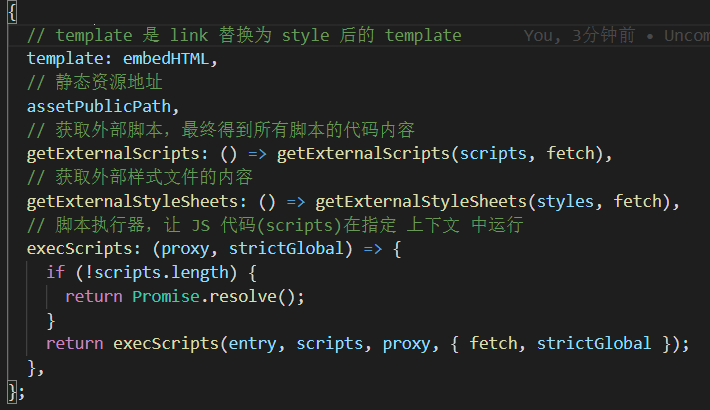 {
// template 是 link 替换为 style 后的 template You, 3分钟前 • Uncom
template: embedHTML,
// 静态资源地址
assetPublicPath,
// 获取外部脚本，最终得到所有脚本的代码内容
getExternalScripts: () => getExternalScripts(scripts, fetch),
// 获取外部样式文件的内容
getExternalStyleSheets: () => getExternalStyleSheets(styles, fetch),
// 脚本执行器，让 JS 代码(scripts)在指定 上下文 中运行
execScripts: (proxy, strictGlobal) => {
if (!scripts.length) {
return Promise.resolve();
}
return execScripts(entry, scripts, proxy, { fetch, strictGlobal });
},
};